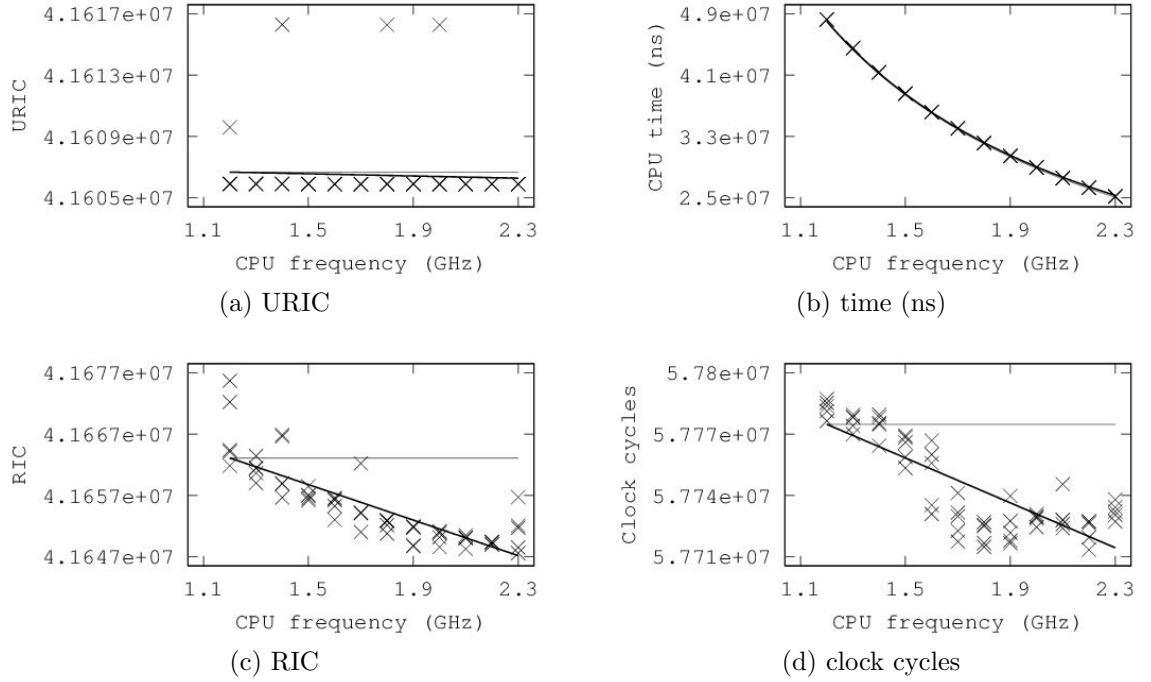 URIC
4.1617e+07
4.1613e+07
4.1609e+07
4.1605e+07
1.1 1.5 1.9 2.3
CPU frequency (GHz)
(a) URIC
CPU time (ns)
4.9e+07
4.1e+07
3.3e+07
2.5e+07
1.1 1.5 1.9 2.3
CPU frequency (GHz)
(b) time (ns)
RIC
4.1677e+07
4.1667e+07
4.1657e+07
4.1647e+07
1.1 1.5 1.9 2.3
CPU frequency (GHz)
(c) RIC
Clock cycles
5.78e+07
5.777e+07
5.774e+07
5.771e+07
1.1 1.5 1.9 2.3
CPU frequency (GHz)
(d) clock cycles